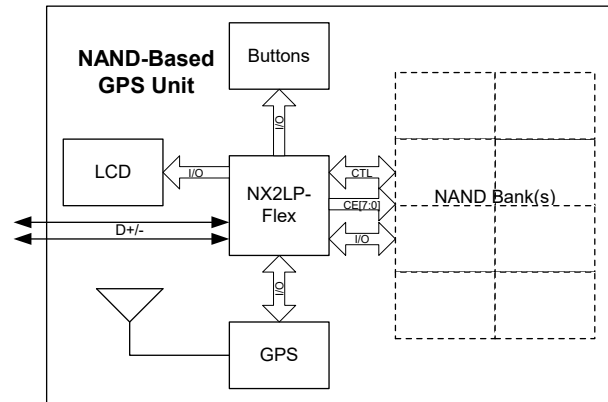 NAND-Based
GPS Unit
Buttons
I/O
LCD
I/O
NX2LP-
Flex
CTL
CE[7:0]
I/O
NAND Bank(s)
D+/-
I/O
GPS